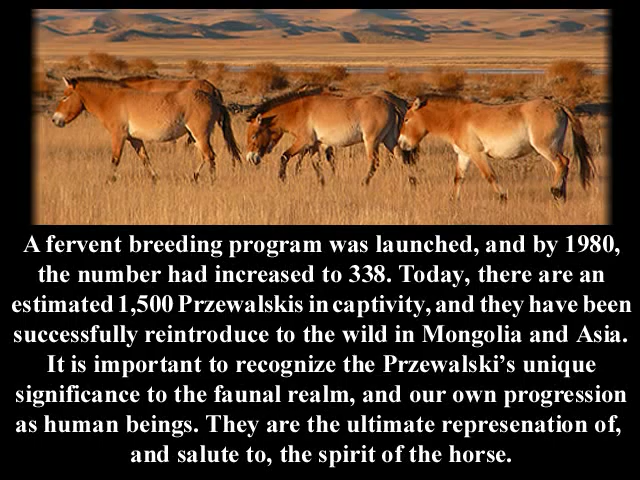 A fervent breeding program was launched, and by 1980,
the number had increased to 338. Today, there are an
estimated 1,500 Przewalskis in captivity, and they have been
successfully reintroduce to the wild in Mongolia and Asia.
It is important to recognize the Przewalski’s unique
significance to the faunal realm, and our own progression
as human beings. They are the ultimate represenation of,
and salute to, the spirit of the horse.